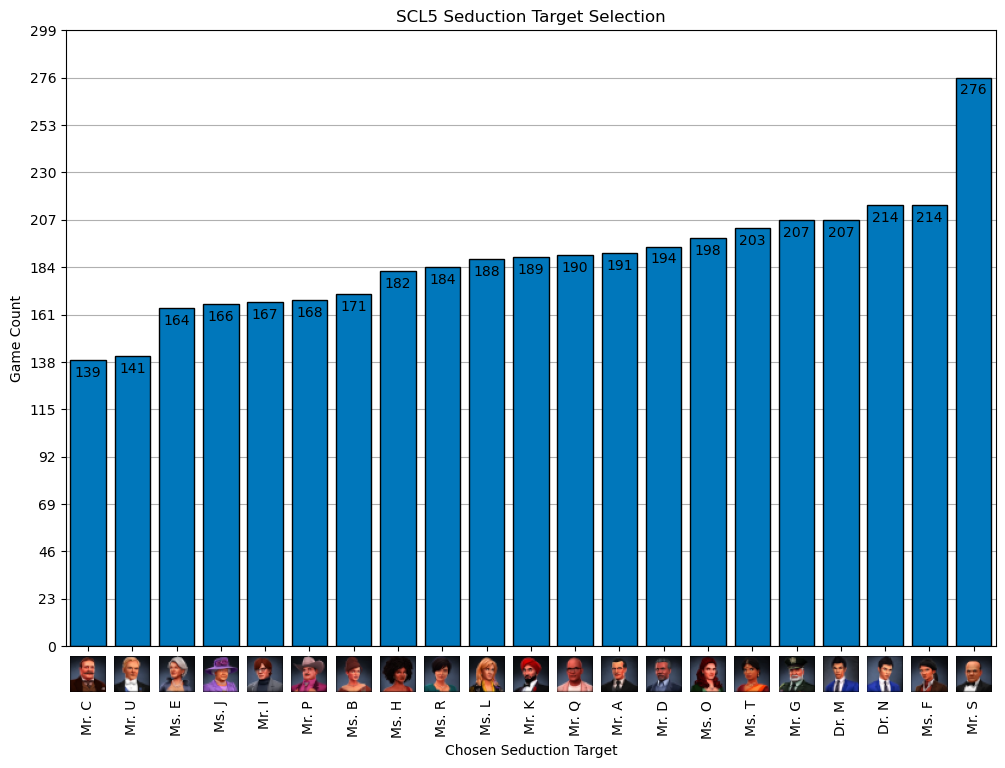 SCL5 Seduction Target Selection
299
276
253
230
207
184
161
138
115
92
69
46
23
0
Game Count
139
141
164
166
167
168
171
182
184
188
189
190
191
194
198
203
207
207
214
214
276
Mr. C
Mr. U
Ms. E
Ms. J
Mr. I
Mr. P
Ms. B
Ms. H
Ms. R
Ms. L
Mr. K
Mr. Q
Mr. A
Mr. D
Ms. O
Ms. T
Mr. G
Dr. M
Dr. N
Ms. F
Mr. S
Chosen Seduction Target